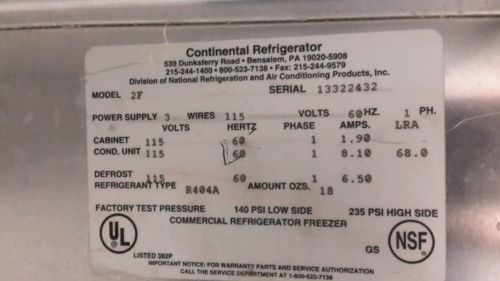 Continental Refrigerator
539 Dunksferry Road • Bensalem, PA 19020-5908
215-244-1400 • 800-523-7138 • Fax: 215-244-9579
Division of National Refrigeration and Air Conditioning Products, Inc.
MODEL 2F SERIAL 13322432
POWER SUPPLY 3 WIRES 115 VOLTS 60 HZ. 1 PH.
VOLTS HERTZ PHASE AMPS. LRA
CABINET 115 60 1 1.90
COND. UNIT 115 60 1 8.10 68.0
DEFROST 115 60 1 6.50
REFRIGERANT TYPE R404A AMOUNT OZS. 18
FACTORY TEST PRESSURE 140 PSI LOW SIDE 235 PSI HIGH SIDE
COMMERCIAL REFRIGERATOR FREEZER
UL
GS
NSF
LISTED 382P
IMPORTANT NOTICE: FOR WARRANTY PARTS AND SERVICE AUTHORIZATION
CALL THE SERVICE DEPARTMENT AT 1-800-523-7138